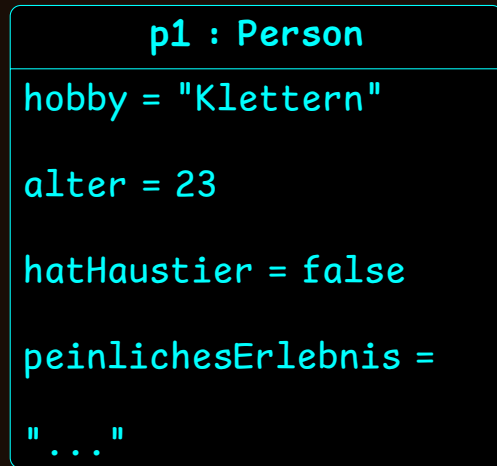 p1 : Person
hobby = "Klettern"
alter = 23
hatHaustier = false
peinlichesErlebnis =
"..."